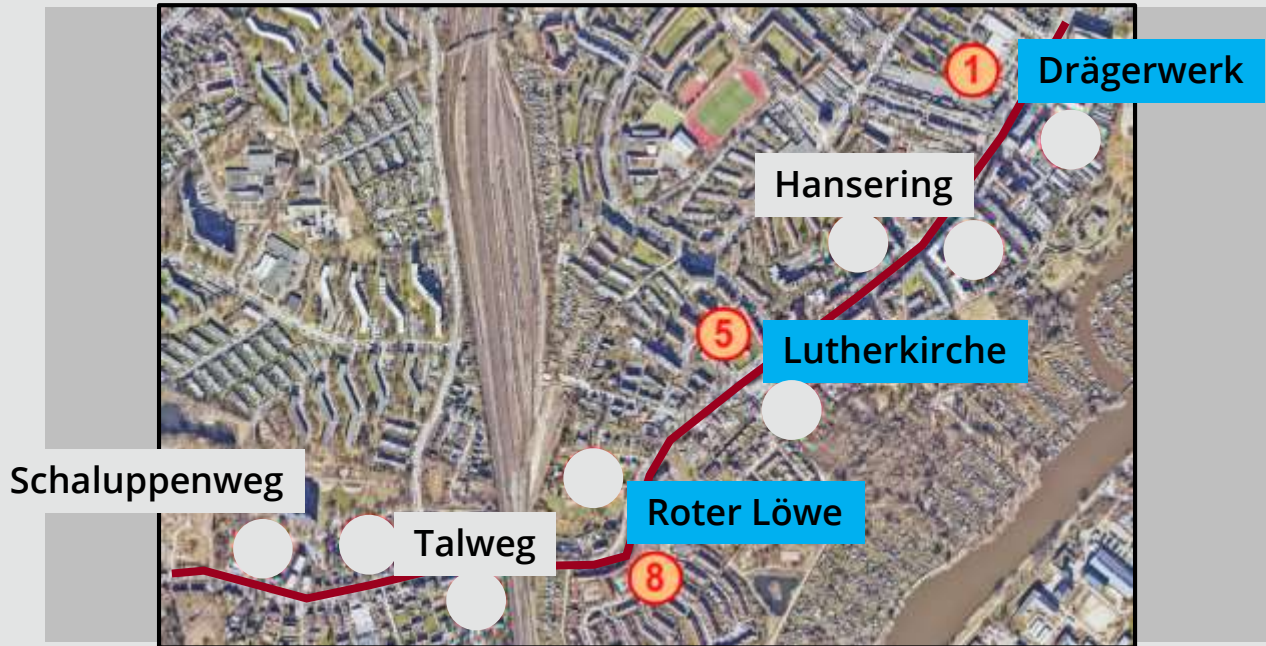 1
Drägerwerk
Hansering
5
Lutherkirche
Schaluppenweg
Roter Löwe
Talweg
8